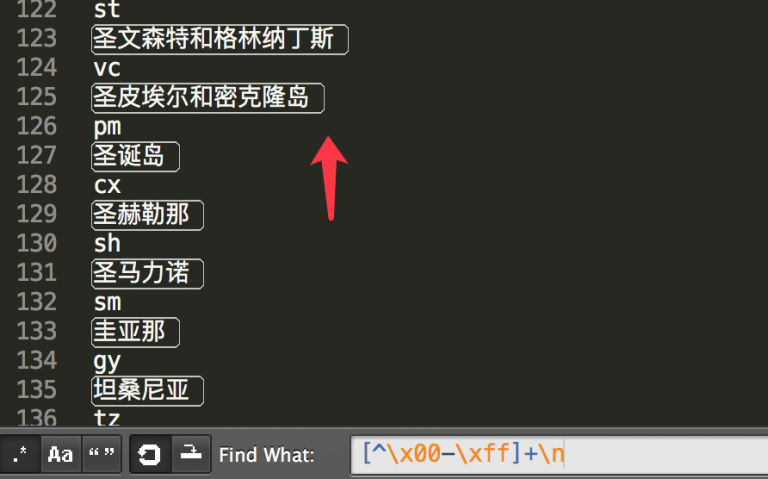 122 st
123 圣文森特和格林纳丁斯
124 vc
125 圣皮埃尔和密克隆岛
126 pm
127 圣诞岛
128 cx
129 圣赫勒那
130 sh
131 圣马力诺
132 sm
133 圭亚那
134 gy
135 坦桑尼亚
136 tz
.* Aa “” Find What: [^\x00-\xff]+\n